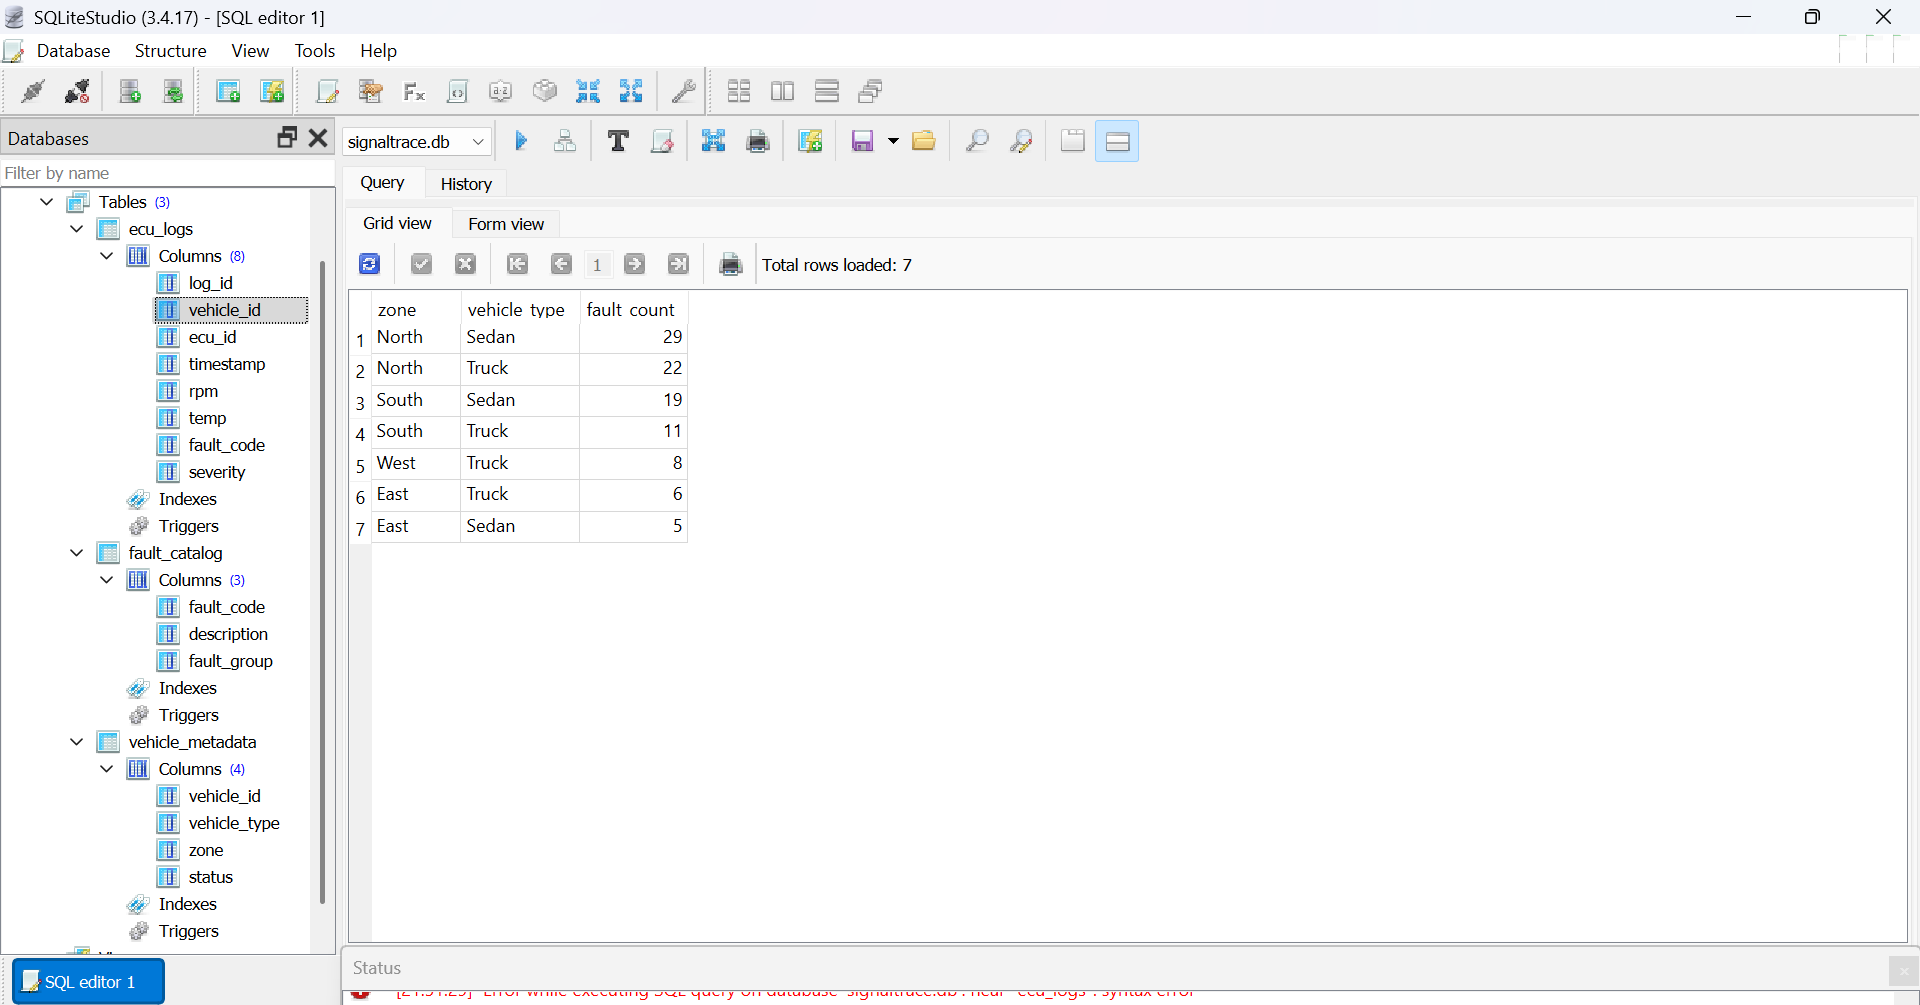 SQLiteStudio (3.4.17) - [SQL editor 1]
Database Structure View Tools Help
Databases
signaltrace.db
Filter by name
Query History
Tables (3)
ecu_logs
Columns (8)
log_id
vehicle_id
ecu_id
timestamp
rpm
temp
fault_code
severity
Indexes
Triggers
fault_catalog
Columns (3)
fault_code
description
fault_group
Indexes
Triggers
vehicle_metadata
Columns (4)
vehicle_id
vehicle_type
zone
status
Indexes
Triggers
SQL editor 1
Grid view Form view
1 Total rows loaded: 7
zone vehicle_type fault_count
1 North Sedan 29
2 North Truck 22
3 South Sedan 19
4 South Truck 11
5 West Truck 8
6 East Truck 6
7 East Sedan 5
Status
Error while executing SQL query on database 'signaltrace.db': near "ecu_logs": syntax error